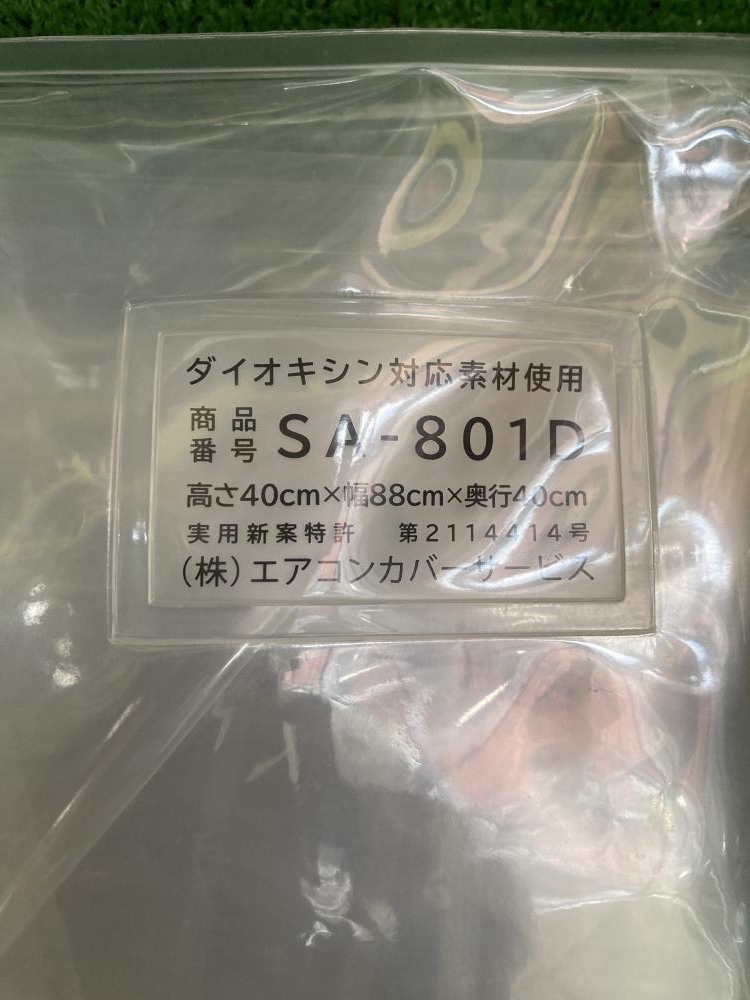 ダイオキシン対応素材使用
商品番号 SA-801D
高さ40cm×幅88cm×奥行40cm
実用新案特許 第2114414号
(株)エアコンカバーサービス